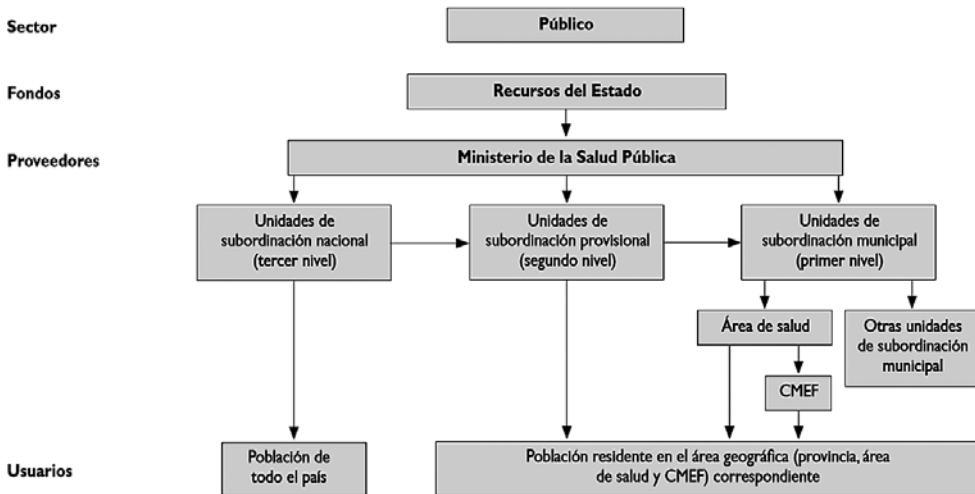 Sector
Público
Fondos
Recursos del Estado
Proveedores
Ministerio de la Salud Pública
Unidades de
subordinación nacional
(tercer nivel)
Unidades de
subordinación provisional
(segundo nivel)
Unidades de
subordinación municipal
(primer nivel)
Área de salud
Otras unidades
de subordinación
municipal
CMEF
Usuarios
Población de
todo el país
Población residente en el área geográfica (provincia, área
de salud y CMEF) correspondiente